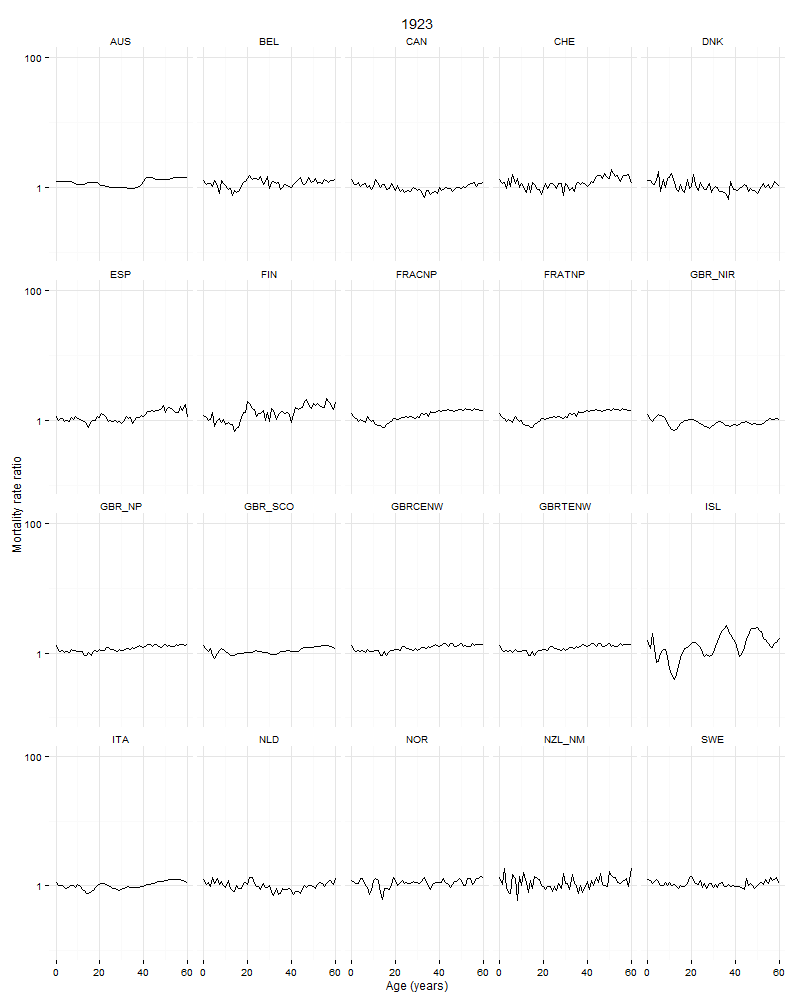 1923
AUS BEL CAN CHE DNK
100
1
ESP FIN FRACNP FRATNP GBR_NIR
100
1
Mortality rate ratio
GBR_NP GBR_SCO GBRCENW GBRTENW ISL
100
1
ITA NLD NOR NZL_NM SWE
100
1
0 20 40 60 0 20 40 60 0 20 40 60 0 20 40 60 0 20 40 60
Age (years)